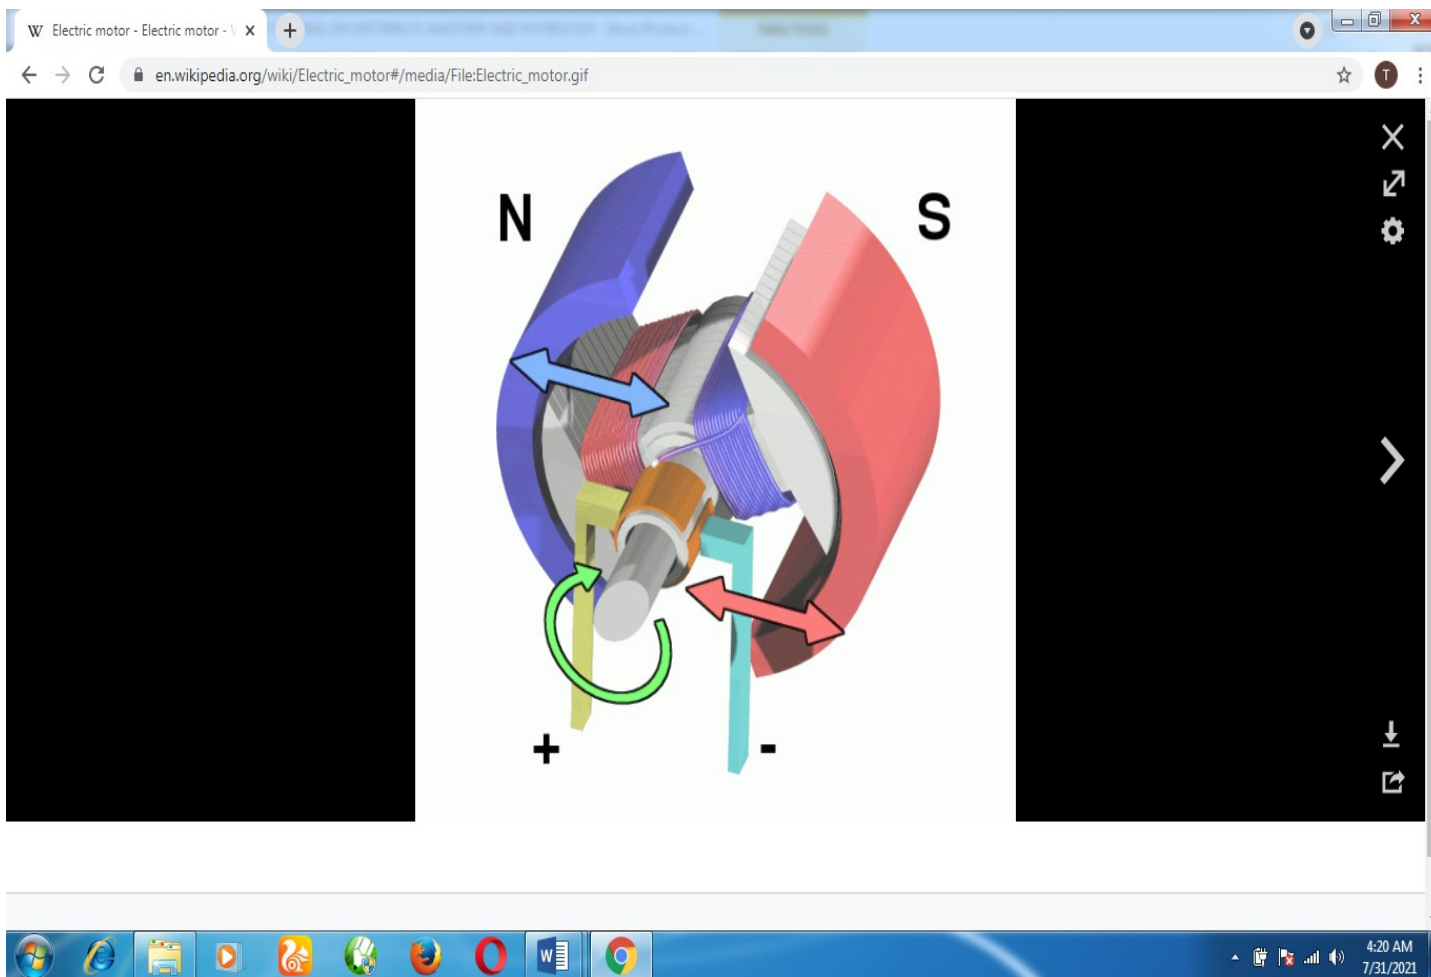 W Electric motor - Electric motor -
en.wikipedia.org/wiki/Electric_motor#/media/File:Electric_motor.gif
T
N
S
+
-
W
4:20 AM
7/31/2021